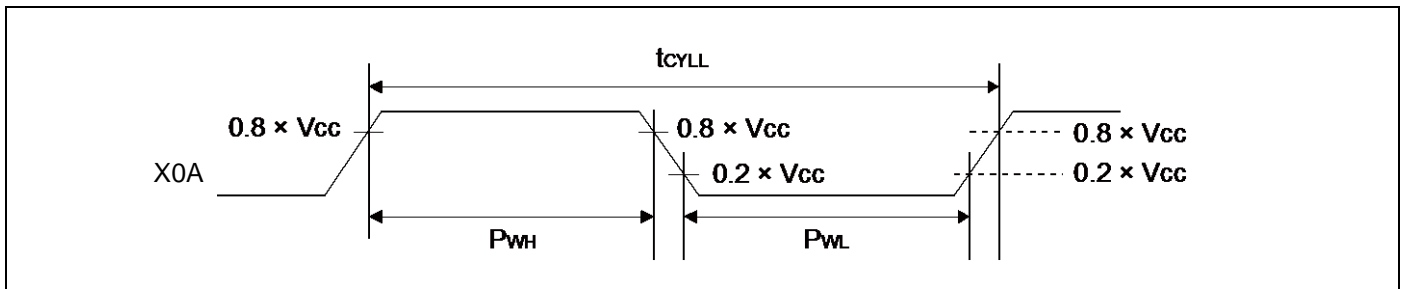 tCYLL
0.8 × Vcc
0.8 × Vcc
0.8 × Vcc
X0A
0.2 × Vcc
0.2 × Vcc
PWH
PWL